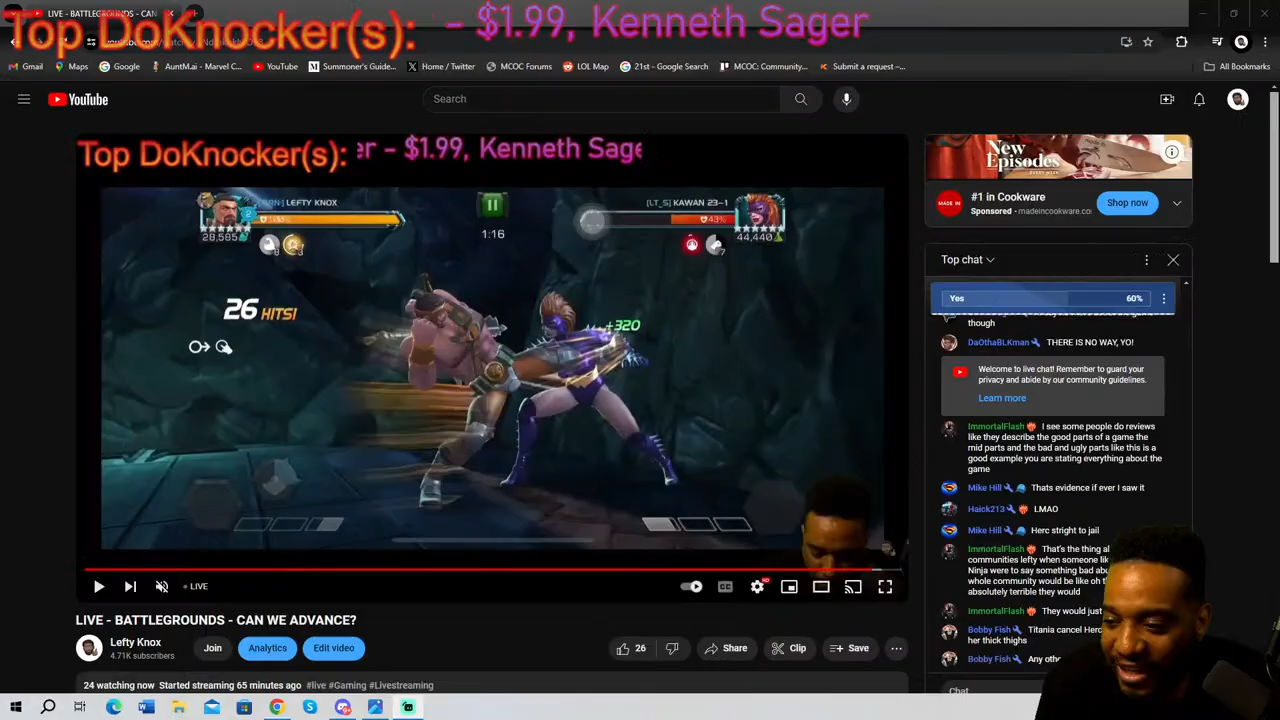 LIVE - BATTLEGROUNDS - CAN
Top DoKnocker(s): - $1.99, Kenneth Sager
Gmail
Maps
Google
AuntM.ai - Marvel C...
YouTube
Summoner's Guide...
Home / Twitter
MCOC Forums
LOL Map
21st - Google Search
MCOC: Community...
Submit a request –...
All Bookmarks
YouTube
Search
Top DoKnocker(s): er - $1.99, Kenneth Sage
LEFTY KNOX
28,585
1:16
[LT_S] KAWAN 23~1
43%
44,440
26 HITS!
+320
LIVE
LIVE - BATTLEGROUNDS - CAN WE ADVANCE?
Lefty Knox
4.71K subscribers
Join
Analytics
Edit video
26
Share
Clip
Save
24 watching now Started streaming 65 minutes ago #live #Gaming #Livestreaming
New
Episodes
#1 in Cookware
Sponsored · madeincookware.co
Shop now
Top chat
Yes 60%
though
DaOthaBLKman THERE IS NO WAY, YO!
Welcome to live chat! Remember to guard your
privacy and abide by our community guidelines.
Learn more
ImmortalFlash I see some people do reviews
like they describe the good parts of a game the
mid parts and the bad and ugly parts like this is a
good example you are stating everything about the
game
Mike Hill Thats evidence if ever I saw it
Haick213 LMAO
Mike Hill Herc stright to jail
ImmortalFlash That's the thing a
communities lefty when someone lik
Ninja were to say something bad abou
whole community would be like oh t
absolutely terrible they would
ImmortalFlash They would just
Bobby Fish Titania cancel Herc
her thick thighs
Bobby Fish Any othe
Chat